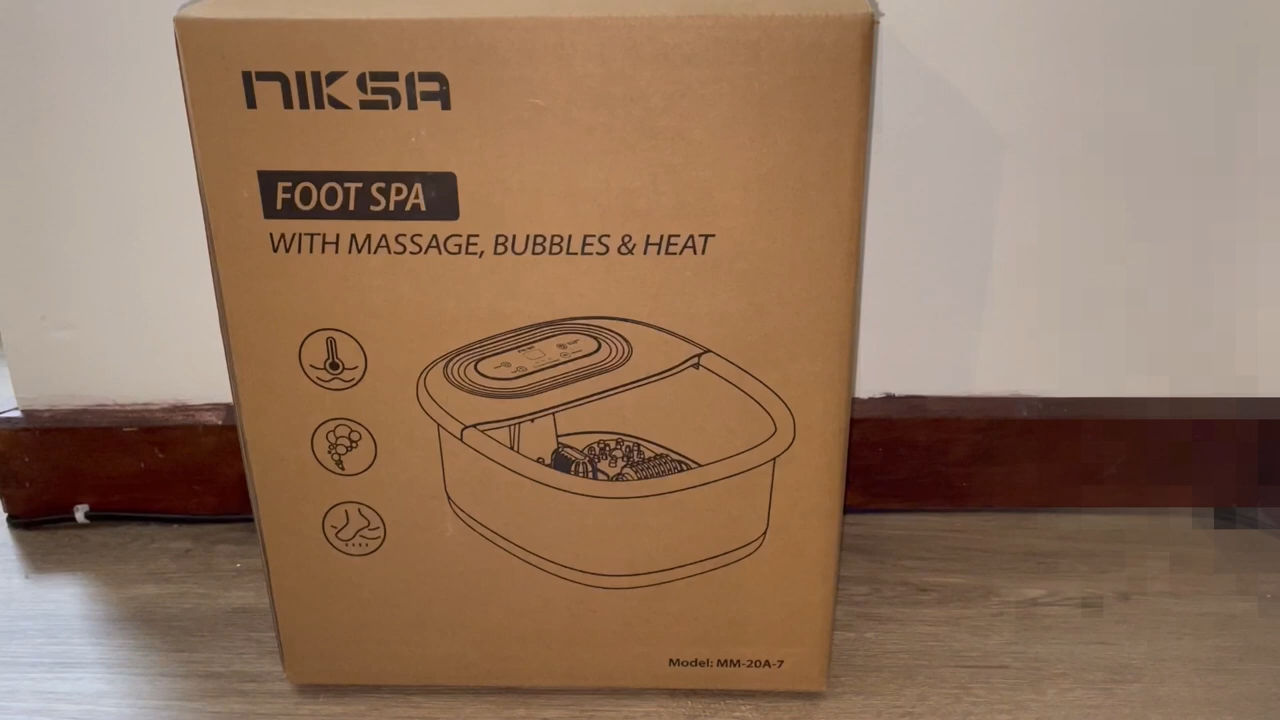 NIKSA
FOOT SPA
WITH MASSAGE, BUBBLES & HEAT
Model: MM-20A-7